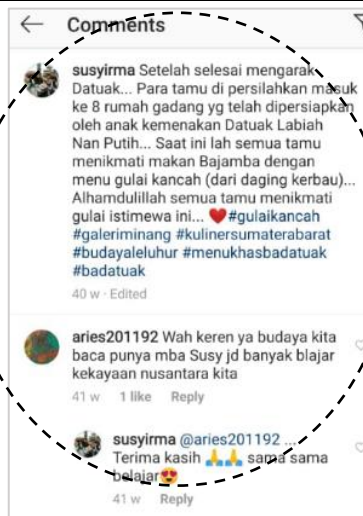 Comments
susyirma Setelah selesai mengarak
Datuak... Para tamu di persilahkan masuk
ke 8 rumah gadang yg telah dipersiapkan
oleh anak kemenakan Datuak Labiah
Nan Putih... Saat ini lah semua tamu
menikmati makan Bajamba dengan
menu gulai kancah (dari daging kerbau)...
Alhamdulillah semua tamu menikmati
gulai istimewa ini... ❤️#gulaikancah
#galeriminang #kulinersumaterabarat
#budayaleluhur #menukhasbadatuak
#badatuak
40 w · Edited
aries201192 Wah keren ya budaya kita
baca punya mba Susy jd banyak blajar
kekayaan nusantara kita
41 w 1 like Reply
susyirma @aries201192 ...
Terima kasih 🙏🙏 sama sama
belajar😍
41 w Reply